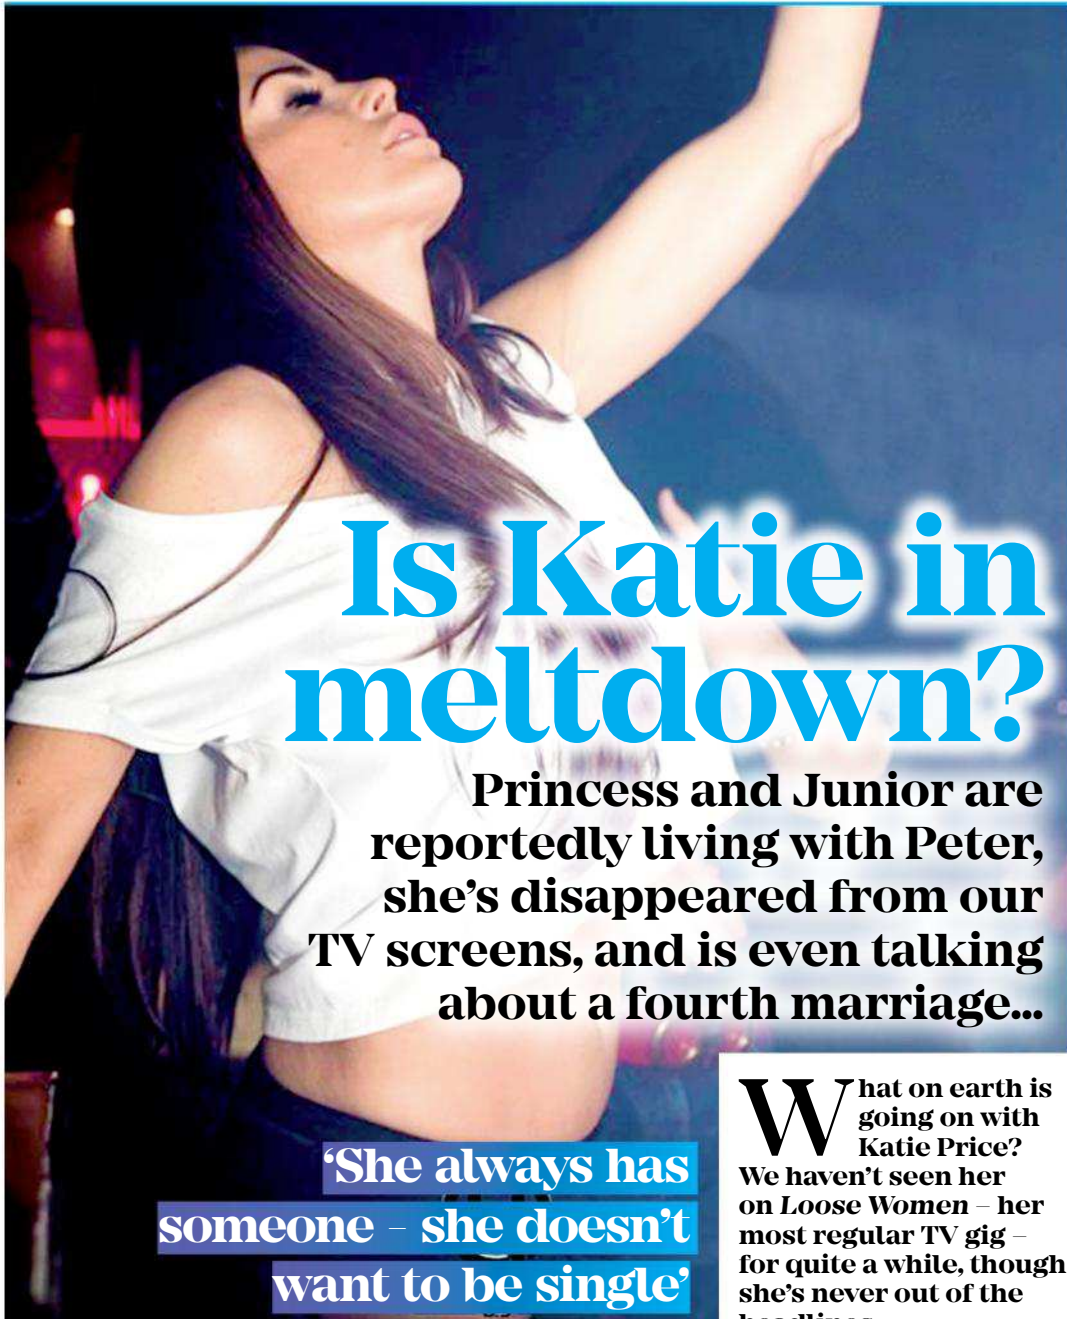 Is Katie in
meltdown?
Princess and Junior are
reportedly living with Peter,
she’s disappeared from our
TV screens, and is even talking
about a fourth marriage...
‘She always has
someone – she doesn’t
want to be single’
What on earth is
going on with
Katie Price?
We haven’t seen her
on Loose Women – her
most regular TV gig –
for quite a while, though
she’s never out of the